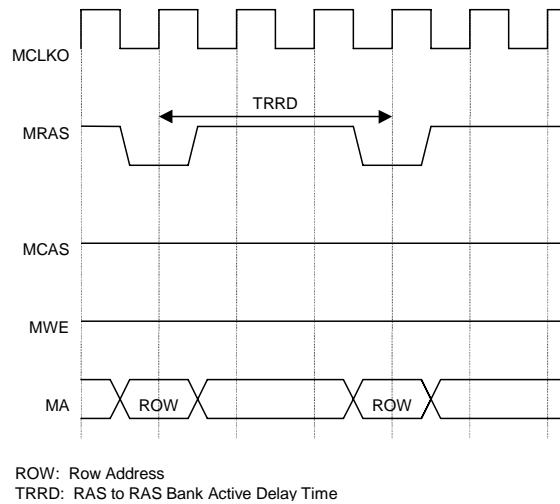 MCLKO
TRRD
MRAS
MCAS
MWE
MA
ROW ROW
ROW: Row Address
TRRD: RAS to RAS Bank Active Delay Time